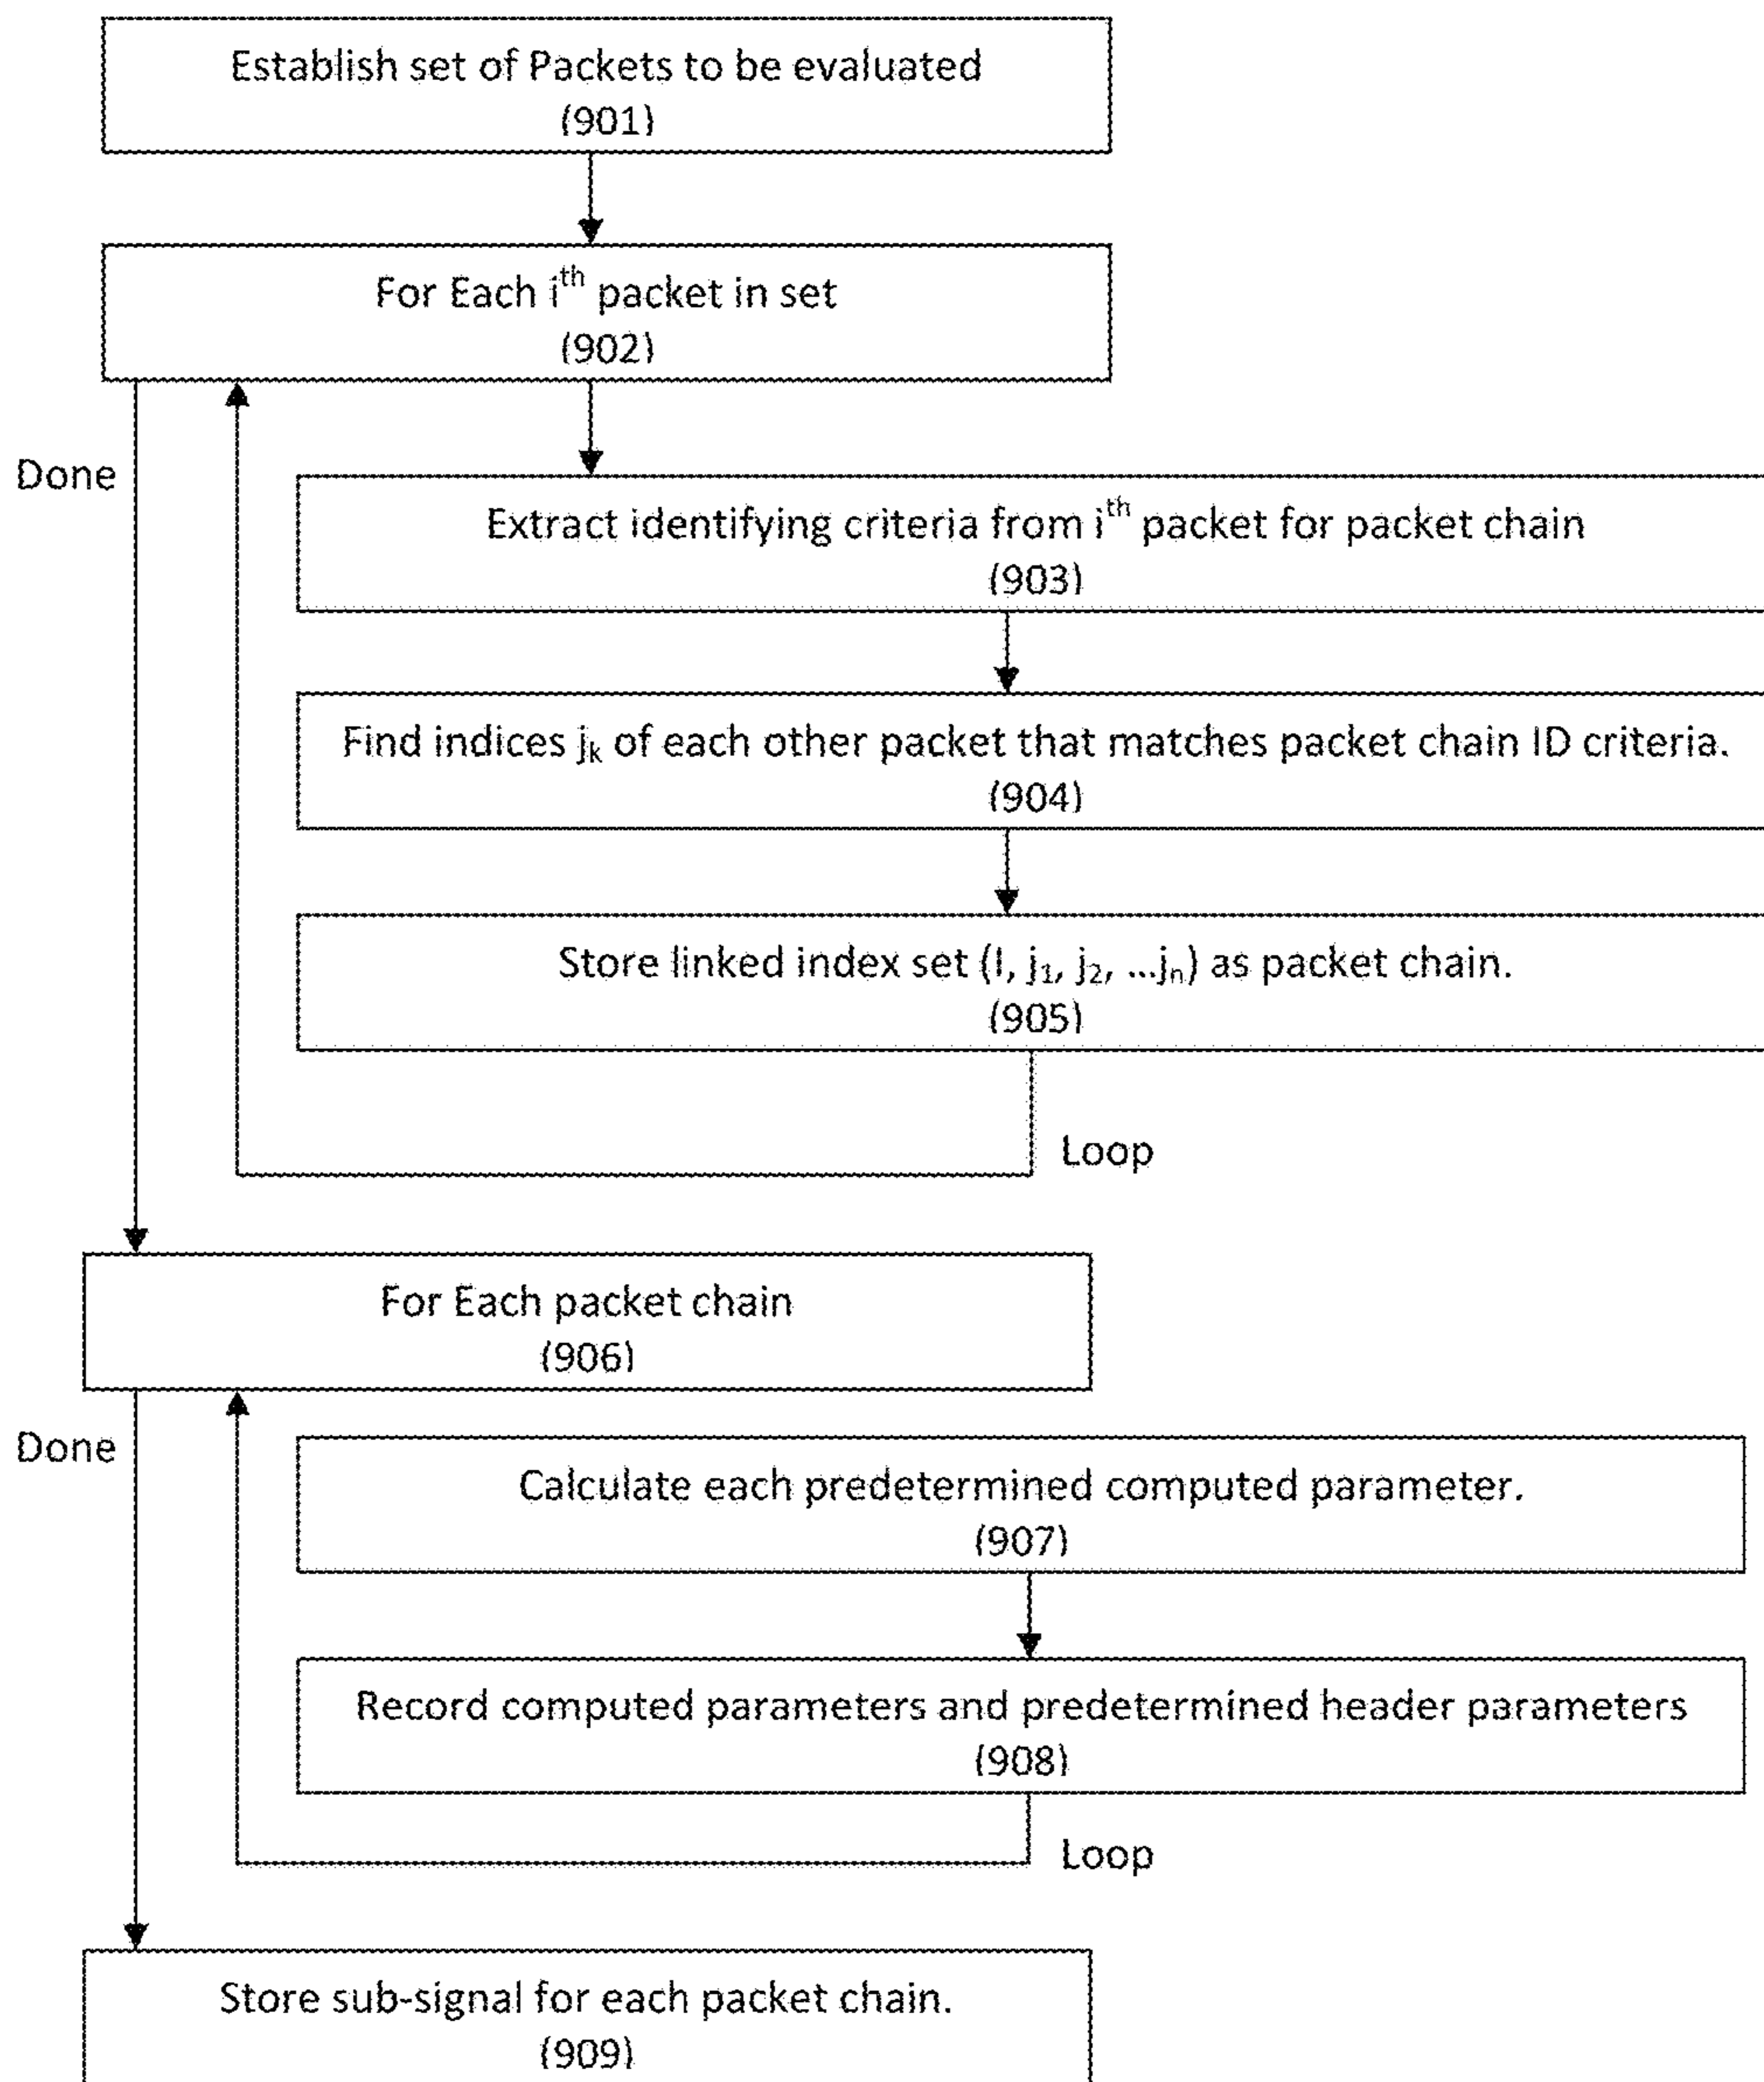 Establish set of Packets to be evaluated
(901)
For Each iᵗʰ packet in set
(902)
Done
Extract identifying criteria from iᵗʰ packet for packet chain
(903)
Find indices jₖ of each other packet that matches packet chain ID criteria.
(904)
Store linked index set (I, j₁, j₂, ...jₙ) as packet chain.
(905)
Loop
For Each packet chain
(906)
Done
Calculate each predetermined computed parameter.
(907)
Record computed parameters and predetermined header parameters
(908)
Loop
Store sub-signal for each packet chain.
(909)